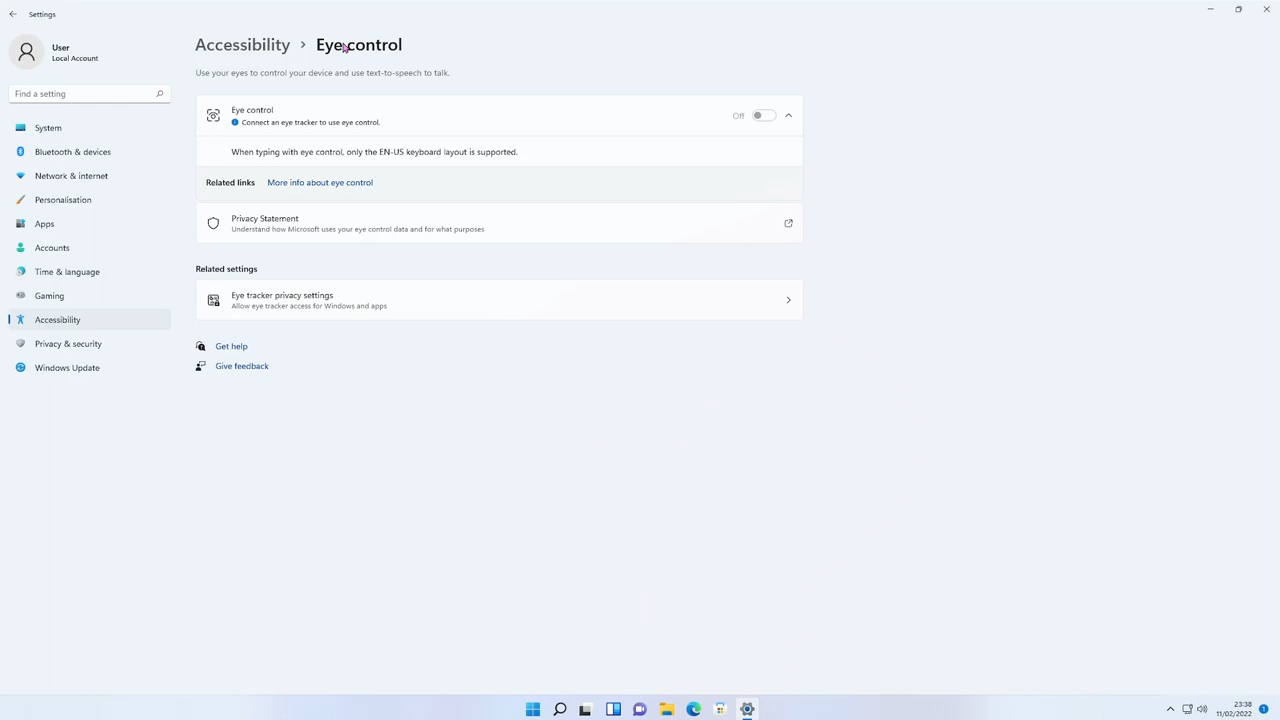 Settings
User
Local Account
Find a setting
System
Bluetooth & devices
Network & internet
Personalisation
Apps
Accounts
Time & language
Gaming
Accessibility
Privacy & security
Windows Update
Accessibility > Eye control
Use your eyes to control your device and use text-to-speech to talk.
Eye control
Connect an eye tracker to use eye control.
Off
When typing with eye control, only the EN-US keyboard layout is supported.
Related links More info about eye control
Privacy Statement
Understand how Microsoft uses your eye control data and for what purposes
Related settings
Eye tracker privacy settings
Allow eye tracker access for Windows and apps
Get help
Give feedback
23:38
11/02/2022
1